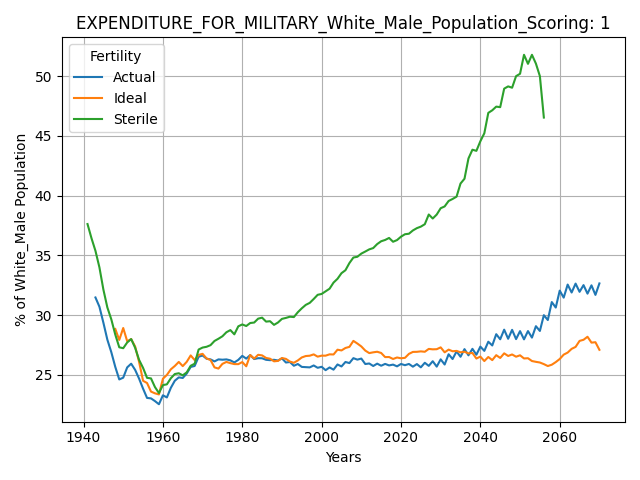 EXPENDITURE_FOR_MILITARY_White_Male_Population_Scoring: 1
Fertility
Actual
Ideal
Sterile
% of White_Male Population
50
45
40
35
30
25
1940
1960
1980
2000
2020
2040
2060
Years